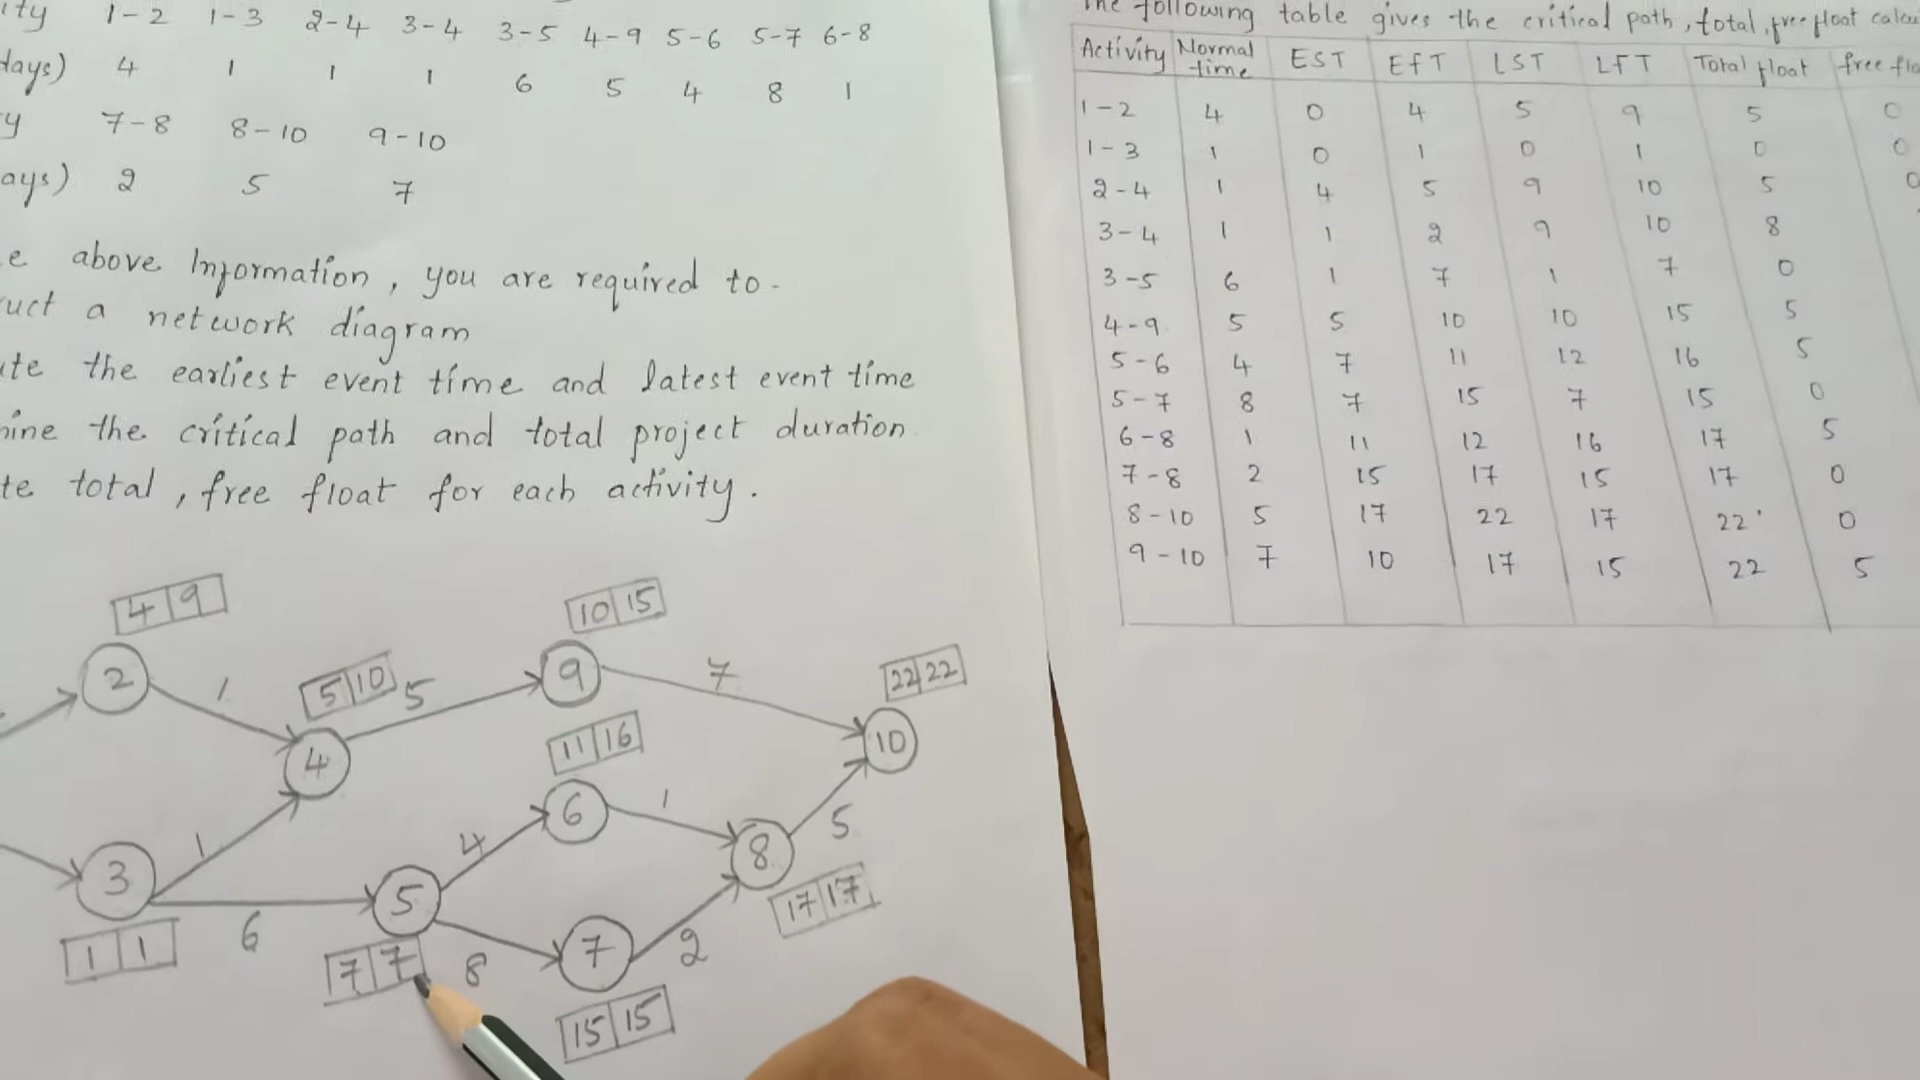 1-2 1-3 2-4 3-4 3-5 4-9 5-6 5-7 6-8
days) 4 1 1 1 6 5 4 8 1
y 7-8 8-10 9-10
ays) 2 5 7
e above Information, you are required to -
uct a network diagram
ute the earliest event time and latest event time
mine the critical path and total project duration
te total, free float for each activity.
4 9
2
1
5 10
5
4
10 15
9
7
22 22
10
11 16
6
1
3
1
1 1
6
5
7 7
4
8
7
15 15
2
8
17 17
5
following table gives the critical path, total, free float
Activity Normal time EST EFT LST LFT Total float free
1-2 4 0 4 5 9 5 0
1-3 1 0 1 0 1 0 0
2-4 1 4 5 9 10 5 0
3-4 1 1 2 9 10 8
3-5 6 1 7 1 7 0
4-9 5 5 10 10 15 5
5-6 4 7 11 12 16 5
5-7 8 7 15 7 15 0
6-8 1 11 12 16 17 5
7-8 2 15 17 15 17 0
8-10 5 17 22 17 22 0
9-10 7 10 17 15 22 5